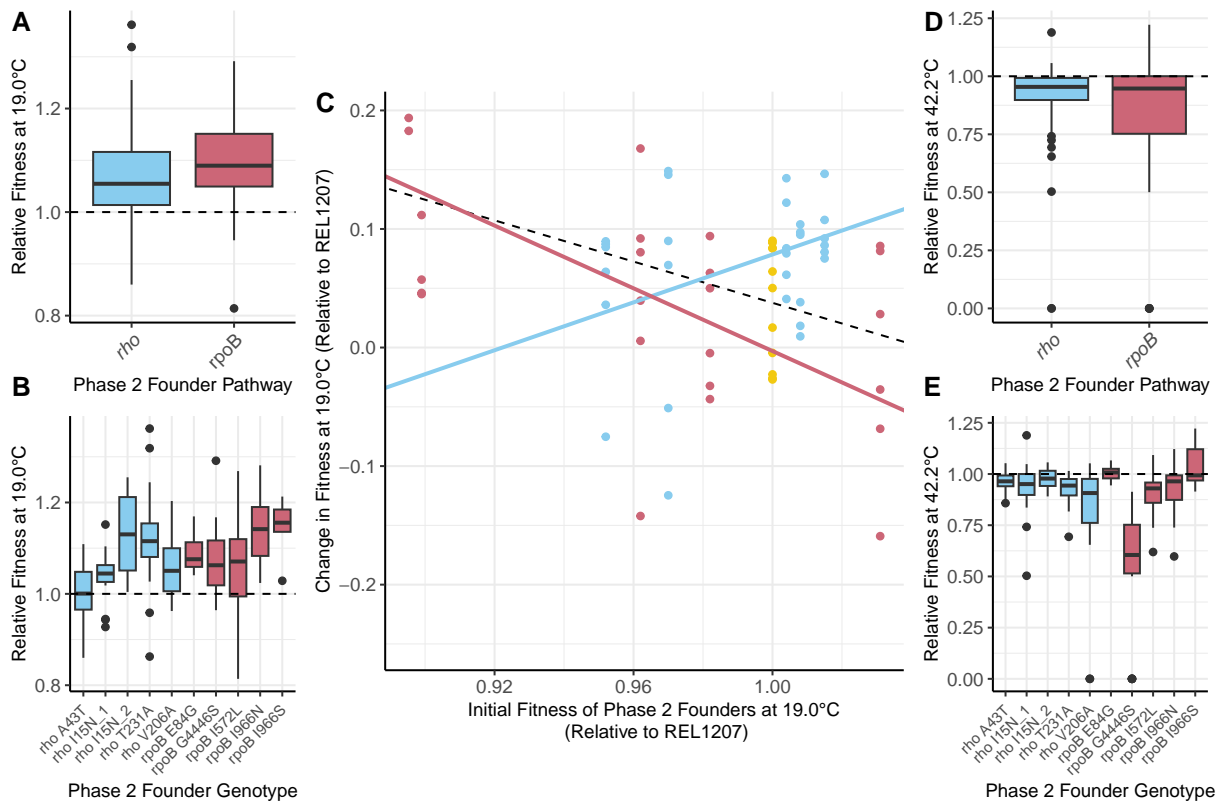 A
Relative Fitness at 19.0°C
1.2
1.0
0.8
rho
rpoB
Phase 2 Founder Pathway
B
Relative Fitness at 19.0°C
1.2
1.0
0.8
rho A43T
rho I15N_1
rho I15N_2
rho T231A
rho V206A
rpoB E84G
rpoB G4446S
rpoB I572L
rpoB I966N
rpoB I966S
Phase 2 Founder Genotype
C
Change in Fitness at 19.0°C (Relative to REL1207)
0.2
0.1
0.0
−0.1
−0.2
0.92
0.96
1.00
Initial Fitness of Phase 2 Founders at 19.0°C
(Relative to REL1207)
D
Relative Fitness at 42.2°C
1.25
1.00
0.75
0.50
0.25
0.00
rho
rpoB
Phase 2 Founder Pathway
E
Relative Fitness at 42.2°C
1.25
1.00
0.75
0.50
0.25
0.00
rho A43T
rho I15N_1
rho I15N_2
rho T231A
rho V206A
rpoB E84G
rpoB G4446S
rpoB I572L
rpoB I966N
rpoB I966S
Phase 2 Founder Genotype